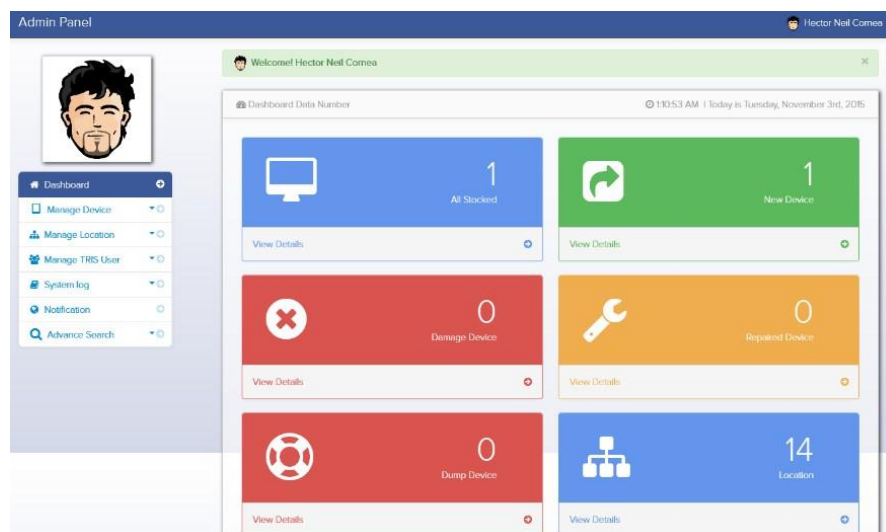 Admin Panel
Hector Neil Cornea
Welcome! Hector Neil Cornea
×
Dashboard Data Number
1:10:53 AM | Today is Tuesday, November 3rd, 2015
Dashboard
Manage Device
Manage Location
Manage TRIS User
System log
Notification
Advance Search
1
All Stocked
View Details
1
New Device
View Details
0
Damage Device
View Details
0
Repaired Device
View Details
0
Dump Device
View Details
14
Location
View Details